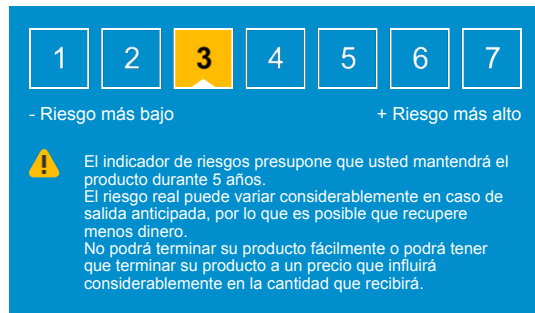 1 2 3 4 5 6 7
- Riesgo más bajo + Riesgo más alto
El indicador de riesgos presupone que usted mantendrá el
producto durante 5 años.
El riesgo real puede variar considerablemente en caso de
salida anticipada, por lo que es posible que recupere
menos dinero.
No podrá terminar su producto fácilmente o podrá tener
que terminar su producto a un precio que influirá
considerablemente en la cantidad que recibirá.